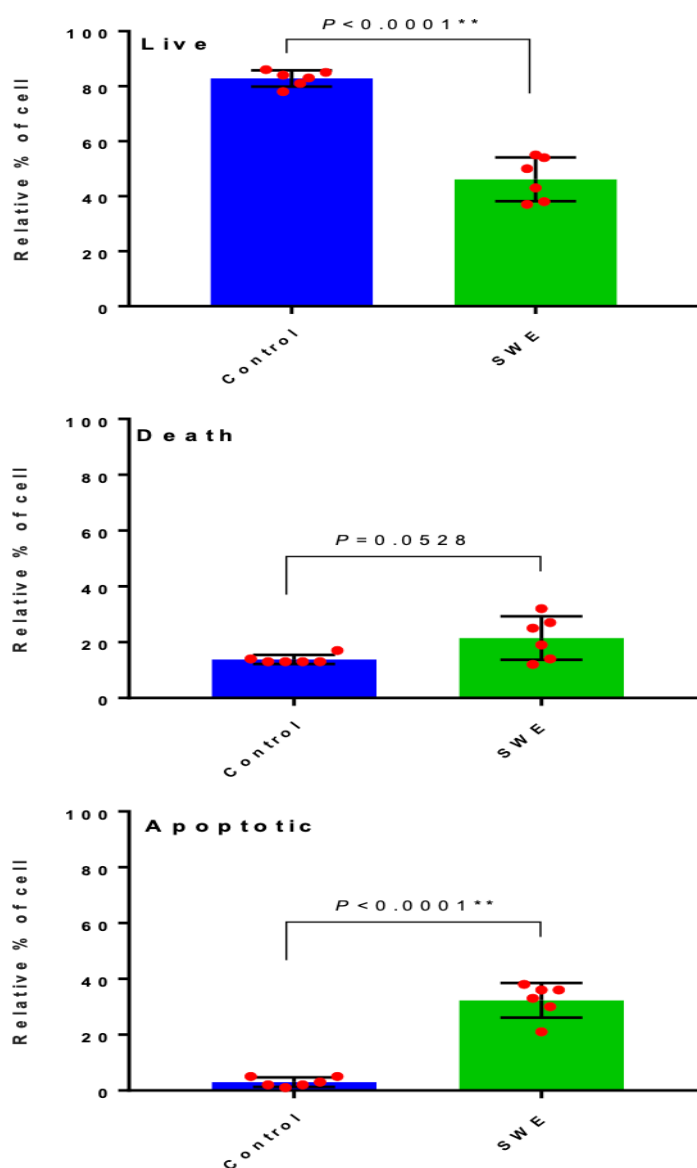 P<0.0001**
Live
Relative % of cell
100
80
60
40
20
0
Control
SWE
Death
Relative % of cell
100
80
60
40
20
0
P=0.0528
Control
SWE
Apoptotic
Relative % of cell
100
80
60
40
20
0
P<0.0001**
Control
SWE